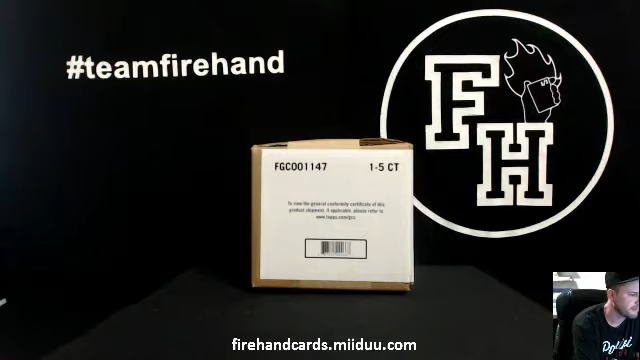 #teamfirehand
FH
FGC001147 1-5 CT
To view the general conformity certificate of this
product shipment, if applicable, please refer to
www.topps.com/gcc
firehandcards.miiduu.com